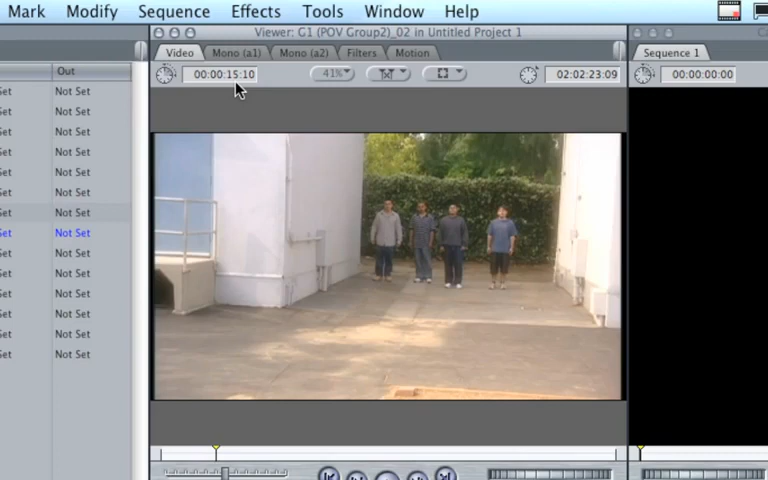 Mark Modify Sequence Effects Tools Window Help
Viewer: G1 (POV Group2)_02 in Untitled Project 1
Video Mono (a1) Mono (a2) Filters Motion
Sequence 1
Out
00:00:15:10 41% 02:02:23:09 00:00:00:00
Set Not Set
Not Set
Set Not Set
Set Not Set
Set Not Set
Set Not Set
Set Not Set
Set Not Set
Set Not Set
Set Not Set
Set Not Set
Set Not Set
Set Not Set
Set Not Set